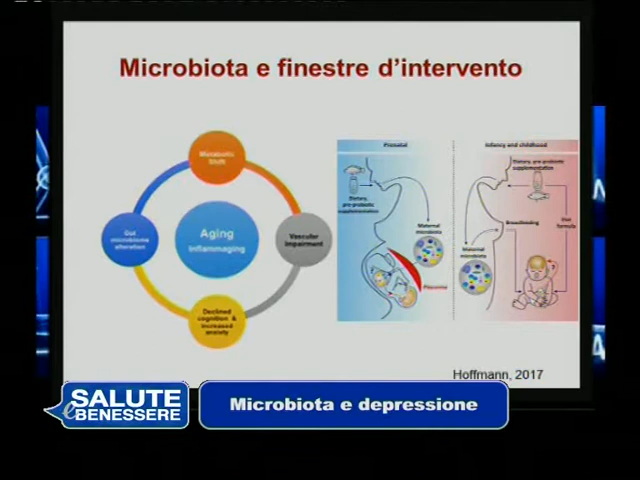 Microbiota e finestre d'intervento
Metabolic
Shift
Gut
microbiome
alteration
Aging
Inflammaging
Vascular
Impairment
Declined
cognition &
increased
anxiety
Prenatal
Dietary, pre-probiotic
supplementation
Maternal
microbiota
Placenta
Infancy and childhood
Dietary, pre-probiotic
supplementation
Breastfeeding
Maternal
microbiota
formula
Hoffmann, 2017
SALUTE
e BENESSERE
Microbiota e depressione